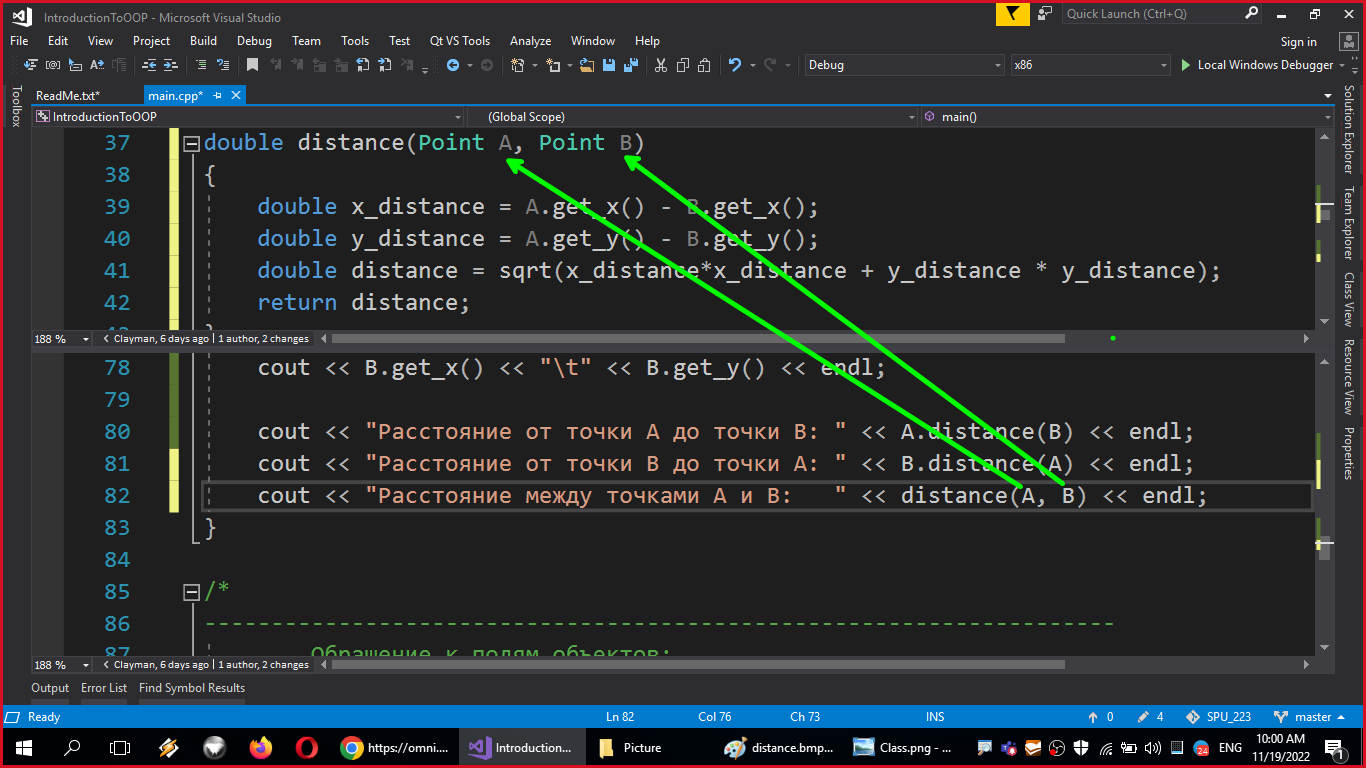 IntroductionToOOP - Microsoft Visual Studio
Quick Launch (Ctrl+Q)
File Edit View Project Build Debug Team Tools Test Qt VS Tools Analyze Window Help
Sign in
Debug x86 Local Windows Debugger
Toolbox
ReadMe.txt* main.cpp*
IntroductionToOOP (Global Scope) main()
37 double distance(Point A, Point B)
38 {
39 double x_distance = A.get_x() - B.get_x();
40 double y_distance = A.get_y() - B.get_y();
41 double distance = sqrt(x_distance*x_distance + y_distance * y_distance);
42 return distance;
188 % Clayman, 6 days ago | 1 author, 2 changes
78 cout << B.get_x() << "\t" << B.get_y() << endl;
79
80 cout << "Расстояние от точки A до точки B: " << A.distance(B) << endl;
81 cout << "Расстояние от точки B до точки A: " << B.distance(A) << endl;
82 cout << "Расстояние между точками A и B:   " << distance(A, B) << endl;
83 }
84
85 /*
86 --------------------------------------------------------------------
87 Обращение к полям объектов:
188 % Clayman, 6 days ago | 1 author, 2 changes
Solution Explorer
Team Explorer
Class View
Resource View
Properties
Output Error List Find Symbol Results
Ready Ln 82 Col 76 Ch 73 INS 0 4 SPU_223 master
https://omni... Introduction... Picture distance.bmp... Class.png - ... 24 ENG 10:00 AM
11/19/2022 1